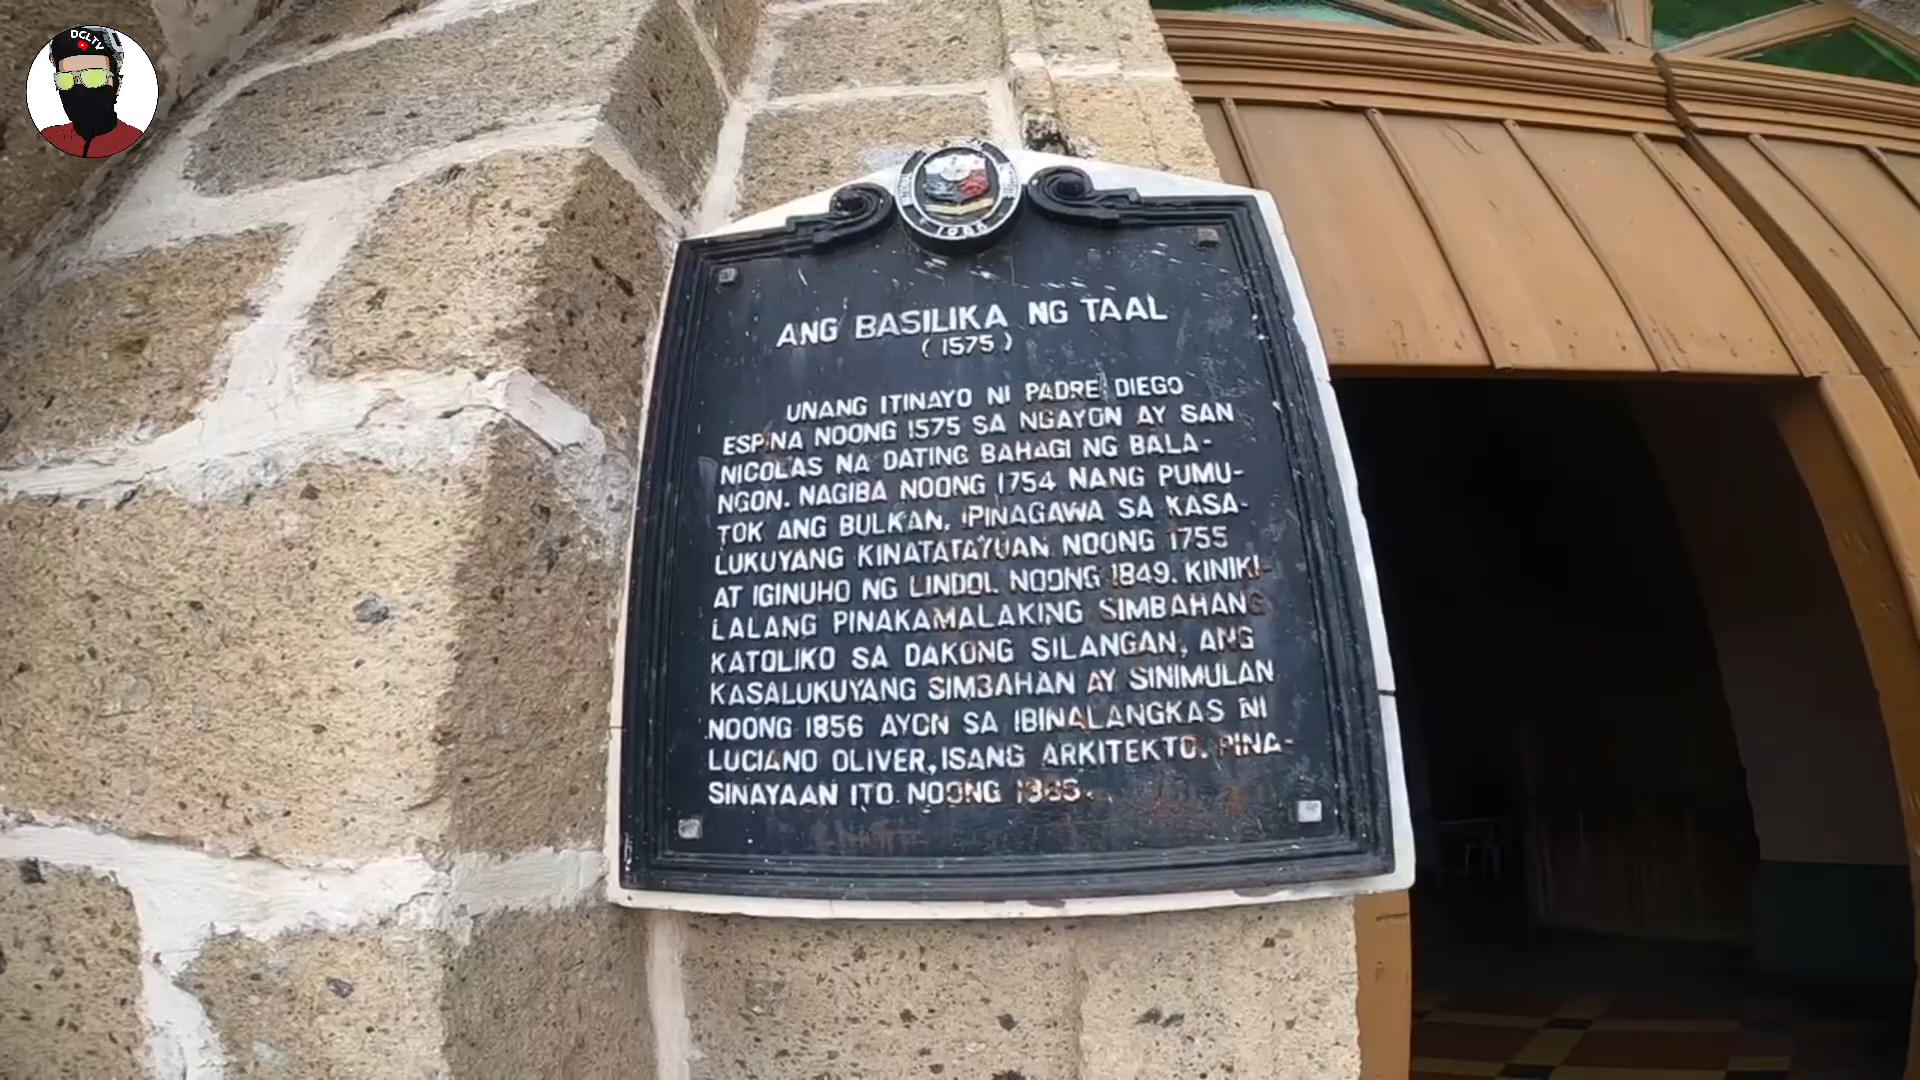 DCLTV
1986
ANG BASILIKA NG TAAL
(1575)
UNANG ITINAYO NI PADRE DIEGO
ESPINA NOONG 1575 SA NGAYON AY SAN
NICOLAS NA DATING BAHAGI NG BALA-
NGON. NAGIBA NOONG 1754 NANG PUMU-
TOK ANG BULKAN. IPINAGAWA SA KASA-
LUKUYANG KINATATAYUAN NOONG 1755
AT IGINUHO NG LINDOL NOONG 1849. KINIKI-
LALANG PINAKAMALAKING SIMBAHANG
KATOLIKO SA DAKONG SILANGAN, ANG
KASALUKUYANG SIMBAHAN AY SINIMULAN
NOONG 1856 AYON SA IBINALANGKAS NI
LUCIANO OLIVER, ISANG ARKITEKTO. PINA-
SINAYAAN ITO NOONG